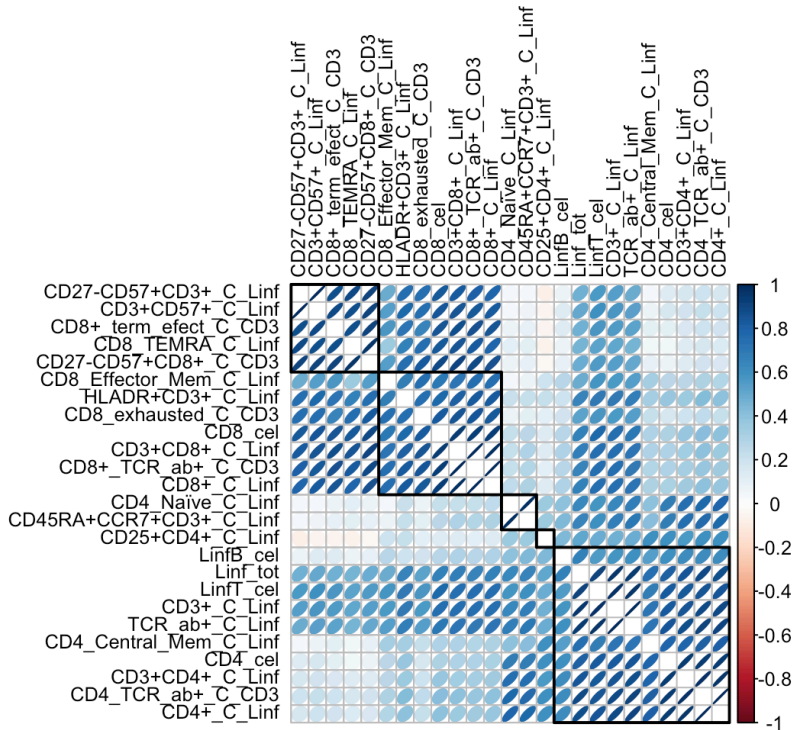 CD27-CD57+CD3+_C_Linf
CD3+CD57+_C_Linf
CD8+_term_efect_C_CD3
CD8_TEMRA_C_Linf
CD27-CD57+CD8+_C_CD3
CD8_Effector_Mem_C_Linf
HLADR+CD3+_C_Linf
CD8_exhausted_C_CD3
CD8_cel
CD3+CD8+_C_Linf
CD8+_TCR_ab+_C_CD3
CD8+_C_Linf
CD4_Naïve_C_Linf
CD45RA+CCR7+CD3+_C_Linf
CD25+CD4+_C_Linf
LinfB_cel
Linf_tot
LinfT_cel
CD3+_C_Linf
TCR_ab+_C_Linf
CD4_Central_Mem_C_Linf
CD4_cel
CD3+CD4+_C_Linf
CD4_TCR_ab+_C_CD3
CD4+_C_Linf
CD27-CD57+CD3+_C_Linf
CD3+CD57+_C_Linf
CD8+_term_efect_C_CD3
CD8_TEMRA_C_Linf
CD27-CD57+CD8+_C_CD3
CD8_Effector_Mem_C_Linf
HLADR+CD3+_C_Linf
CD8_exhausted_C_CD3
CD8_cel
CD3+CD8+_C_Linf
CD8+_TCR_ab+_C_CD3
CD8+_C_Linf
CD4_Naïve_C_Linf
CD45RA+CCR7+CD3+_C_Linf
CD25+CD4+_C_Linf
LinfB_cel
Linf_tot
LinfT_cel
CD3+_C_Linf
TCR_ab+_C_Linf
CD4_Central_Mem_C_Linf
CD4_cel
CD3+CD4+_C_Linf
CD4_TCR_ab+_C_CD3
CD4+_C_Linf
1
0.8
0.6
0.4
0.2
0
-0.2
-0.4
-0.6
-0.8
-1